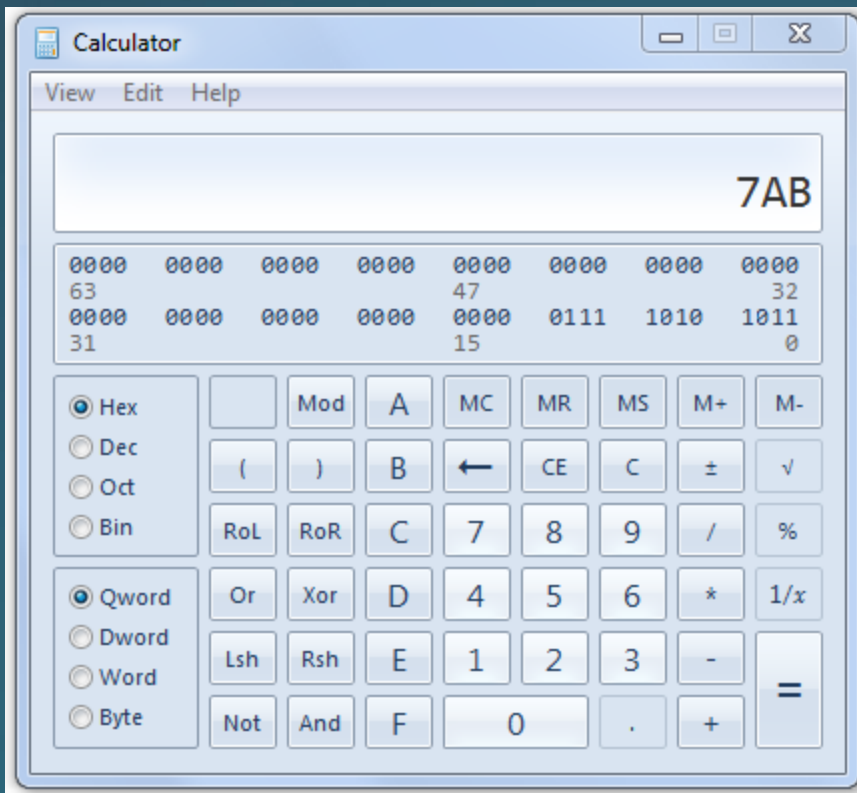 Calculator
View Edit Help
7AB
0000 0000 0000 0000 0000 0000 0000 0000
63 47 32
0000 0000 0000 0000 0000 0111 1010 1011
31 15 0
Hex Mod A MC MR MS M+ M-
Dec
( ) B ← CE C ± √
Oct
Bin RoL RoR C 7 8 9 / %
Qword Or Xor D 4 5 6 * 1/x
Dword
Lsh Rsh E 1 2 3 - =
Word
Byte Not And F 0 . +